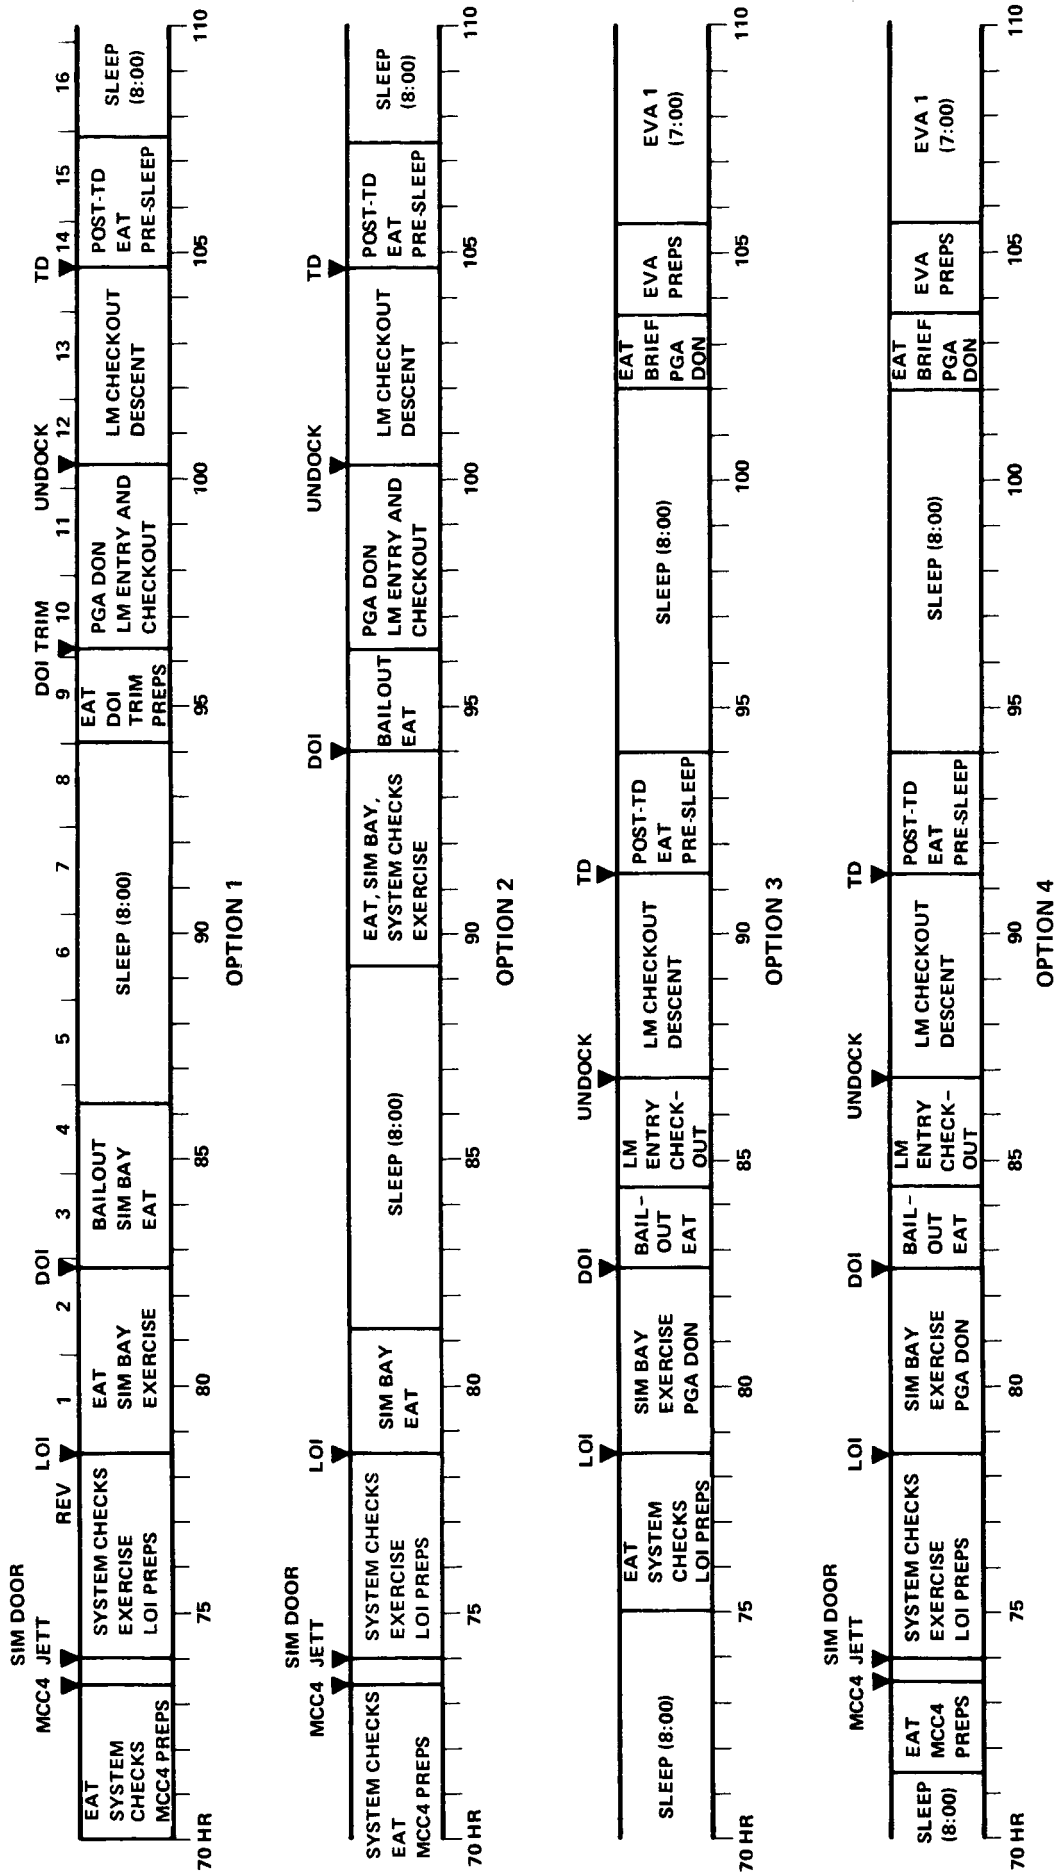 SIM DOOR
MCC4 JETT
REV
LOI
DOI
DOI TRIM
UNDOCK
TD
1 2 3 4 5 6 7 8 9 10 11 12 13 14 15 16
EAT
SYSTEM
CHECKS
MCC4 PREPS
SYSTEM CHECKS
EXERCISE
LOI PREPS
EAT
SIM BAY
EXERCISE
BAILOUT
SIM BAY
EAT
SLEEP (8:00)
EAT
DOI
TRIM
PREPS
PGA DON
LM ENTRY AND
CHECKOUT
LM CHECKOUT
DESCENT
POST-TD
EAT
PRE-SLEEP
SLEEP
(8:00)
70 HR 75 80 85 90 95 100 105 110
OPTION 1
SIM DOOR
MCC4 JETT
LOI
DOI
UNDOCK
TD
SYSTEM CHECKS
EAT
MCC4 PREPS
SYSTEM CHECKS
EXERCISE
LOI PREPS
SIM BAY
EAT
SLEEP (8:00)
EAT, SIM BAY,
SYSTEM CHECKS
EXERCISE
BAILOUT
EAT
PGA DON
LM ENTRY AND
CHECKOUT
LM CHECKOUT
DESCENT
POST-TD
EAT
PRE-SLEEP
SLEEP
(8:00)
70 HR 75 80 85 90 95 100 105 110
OPTION 2
LOI
DOI
UNDOCK
TD
SLEEP (8:00)
EAT
SYSTEM
CHECKS
LOI PREPS
SIM BAY
EXERCISE
PGA DON
BAIL-
OUT
EAT
LM
ENTRY
CHECK-
OUT
LM CHECKOUT
DESCENT
POST-TD
EAT
PRE-SLEEP
SLEEP (8:00)
EAT
BRIEF
PGA
DON
EVA
PREPS
EVA 1
(7:00)
70 HR 75 80 85 90 95 100 105 110
OPTION 3
SIM DOOR
MCC4 JETT
LOI
DOI
UNDOCK
TD
SLEEP
(8:00)
EAT
MCC4
PREPS
SYSTEM CHECKS
EXERCISE
LOI PREPS
SIM BAY
EXERCISE
PGA DON
BAIL-
OUT
EAT
LM
ENTRY
CHECK-
OUT
LM CHECKOUT
DESCENT
POST-TD
EAT
PRE-SLEEP
SLEEP (8:00)
EAT
BRIEF
PGA
DON
EVA
PREPS
EVA 1
(7:00)
70 HR 75 80 85 90 95 100 105 110
OPTION 4